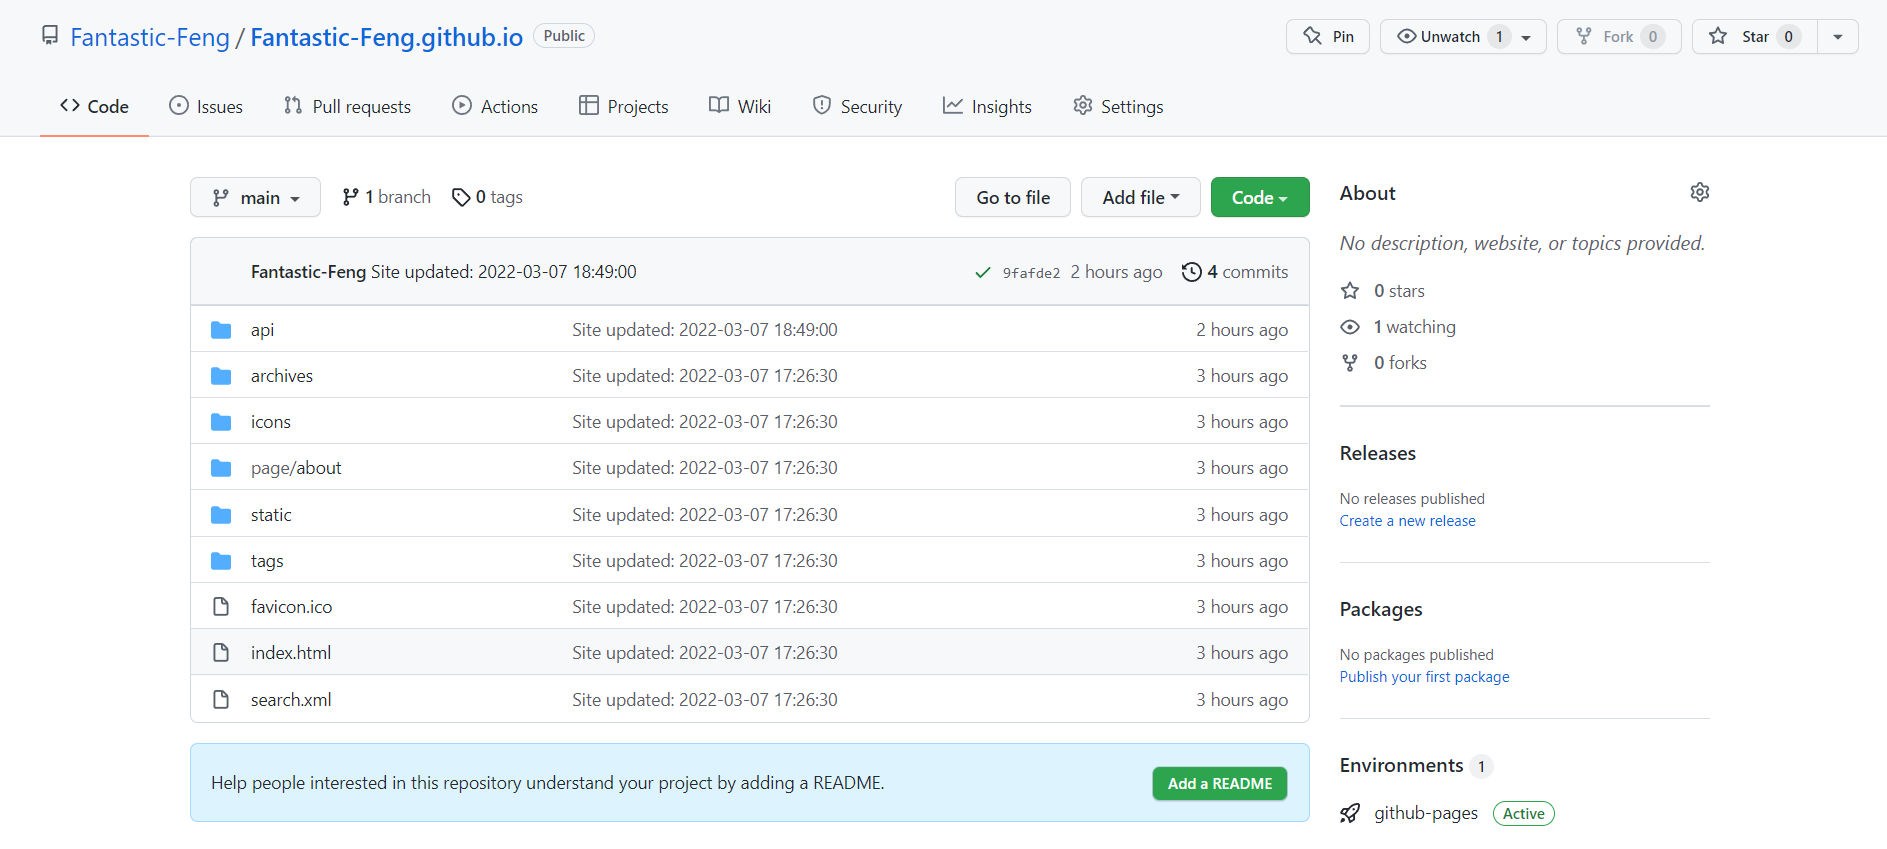 Fantastic-Feng / Fantastic-Feng.github.io Public
Pin Unwatch 1 Fork 0 Star 0
Code Issues Pull requests Actions Projects Wiki Security Insights Settings
main 1 branch 0 tags Go to file Add file Code
Fantastic-Feng Site updated: 2022-03-07 18:49:00 9fafde2 2 hours ago 4 commits
api Site updated: 2022-03-07 18:49:00 2 hours ago
archives Site updated: 2022-03-07 17:26:30 3 hours ago
icons Site updated: 2022-03-07 17:26:30 3 hours ago
page/about Site updated: 2022-03-07 17:26:30 3 hours ago
static Site updated: 2022-03-07 17:26:30 3 hours ago
tags Site updated: 2022-03-07 17:26:30 3 hours ago
favicon.ico Site updated: 2022-03-07 17:26:30 3 hours ago
index.html Site updated: 2022-03-07 17:26:30 3 hours ago
search.xml Site updated: 2022-03-07 17:26:30 3 hours ago
Help people interested in this repository understand your project by adding a README. Add a README
About
No description, website, or topics provided.
0 stars
1 watching
0 forks
Releases
No releases published
Create a new release
Packages
No packages published
Publish your first package
Environments 1
github-pages Active